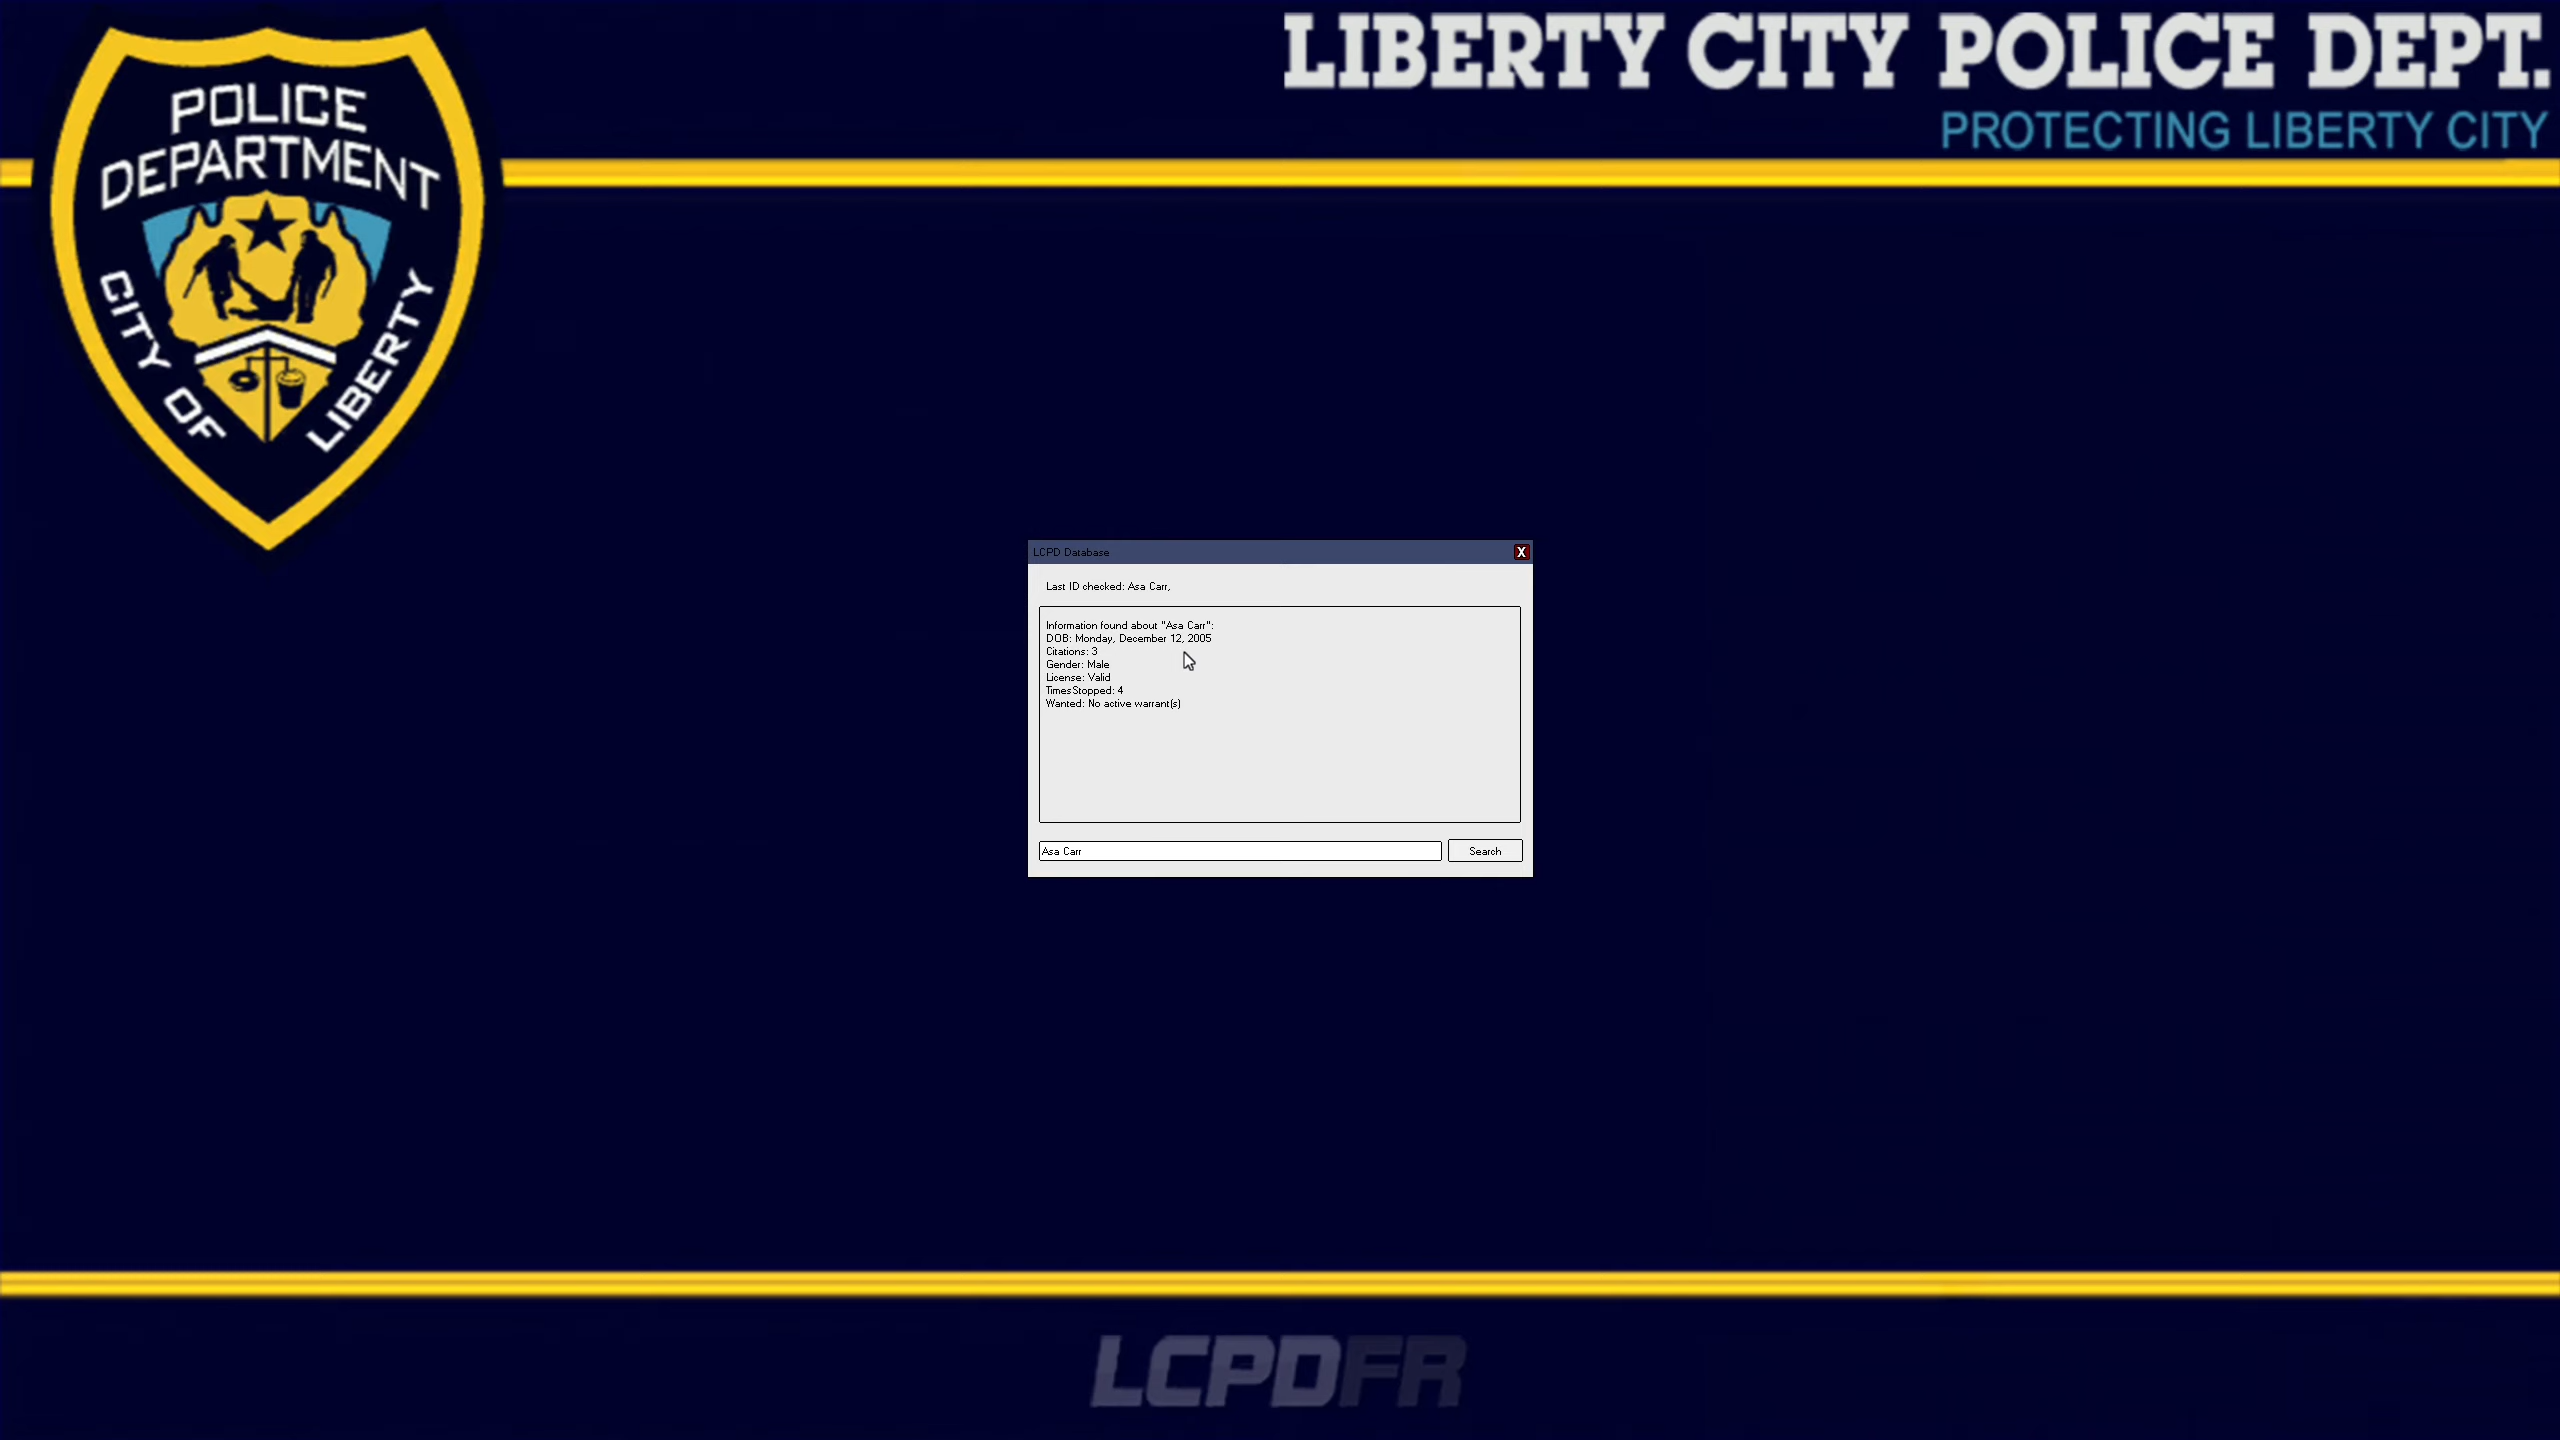 POLICE
DEPARTMENT
CITY OF LIBERTY
LIBERTY CITY POLICE DEPT.
PROTECTING LIBERTY CITY
LCPD Database
X
Last ID checked: Asa Carr,
Information found about "Asa Carr":
DOB: Monday, December 12, 2005
Citations: 3
Gender: Male
License: Valid
TimesStopped: 4
Wanted: No active warrant(s)
Asa Carr
Search
LCPDFR